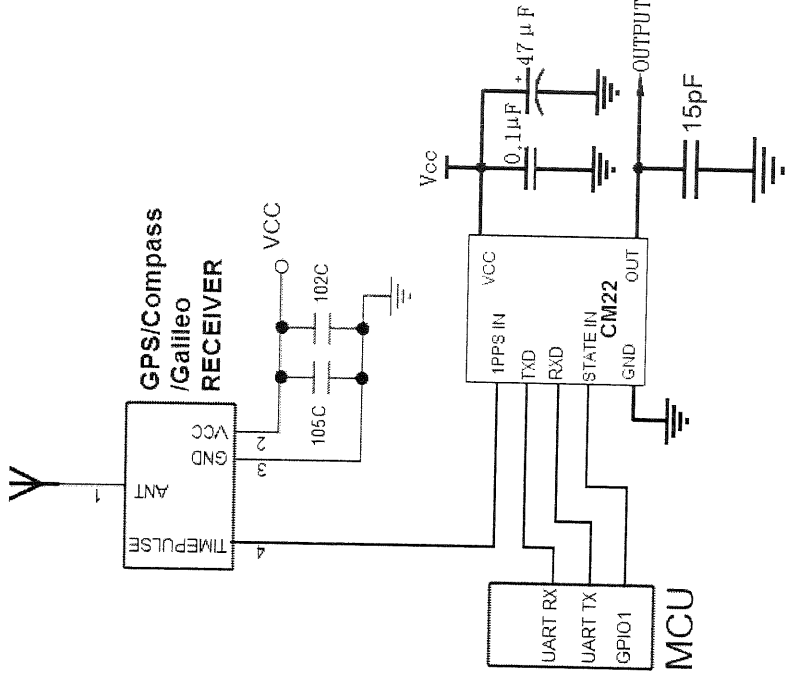 GPS/Compass
/Galileo
RECEIVER
VCC
1
ANT
VCC
2
GND
3
TIMEPULSE
4
105C
102C
Vcc
0.1μF
+47μF
OUTPUT
15pF
VCC
OUT
CM22
1PPS IN
TXD
RXD
STATE IN
GND
UART RX
UART TX
GPIO1
MCU